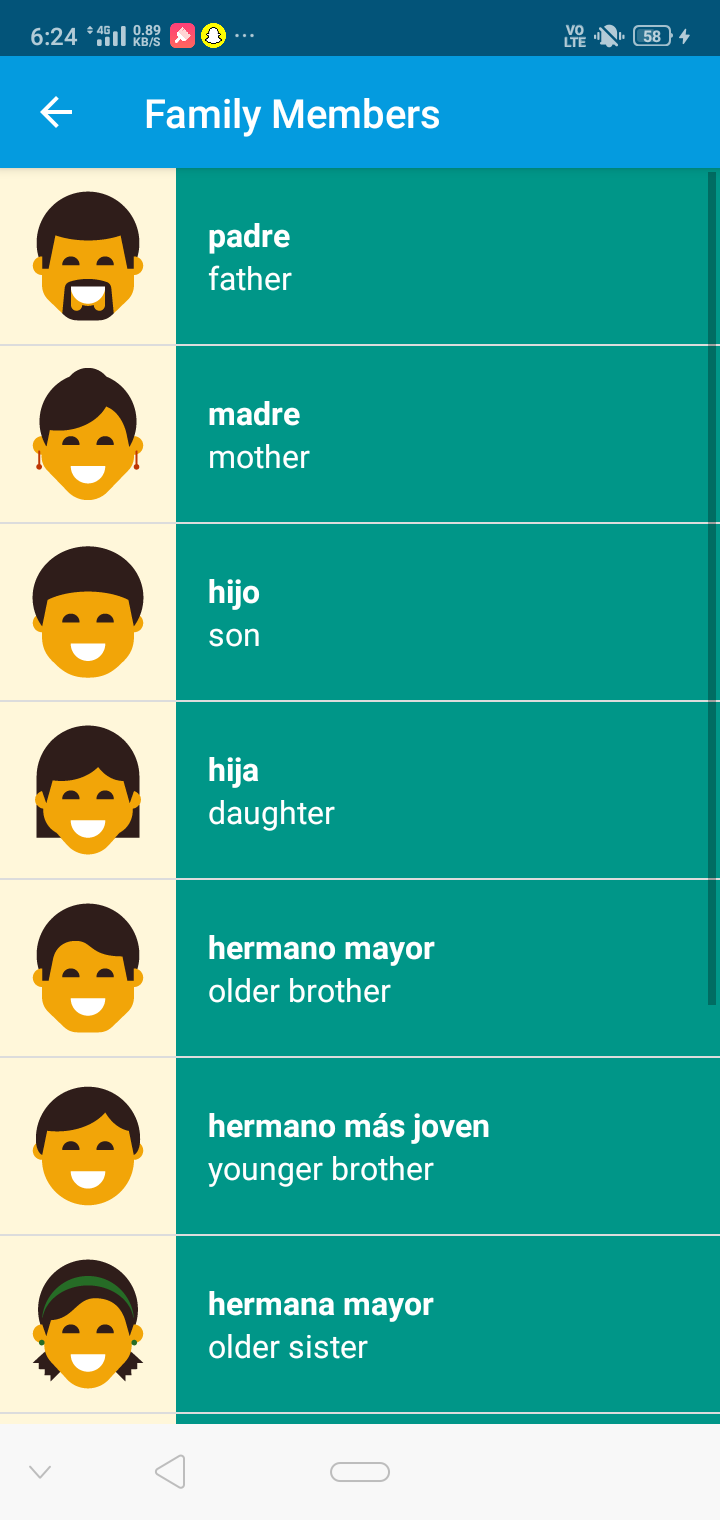 6:24 4G 0.89 KB/S ... VO LTE 58
Family Members
padre
father
madre
mother
hijo
son
hija
daughter
hermano mayor
older brother
hermano más joven
younger brother
hermana mayor
older sister